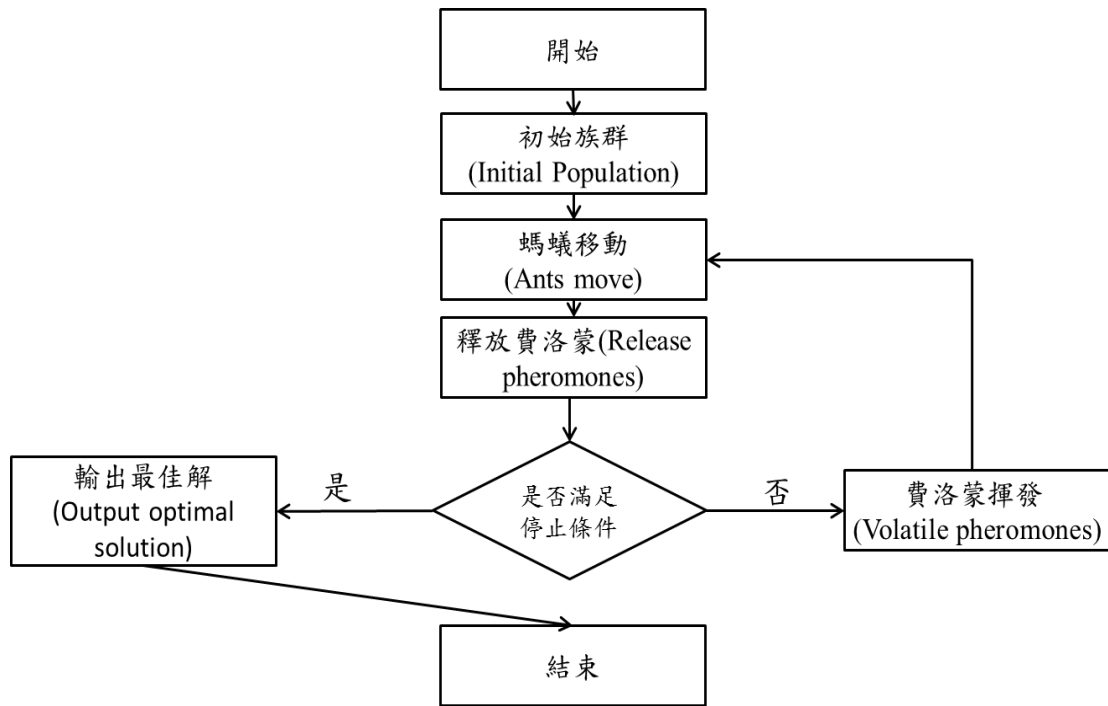 開始
初始族群
(Initial Population)
螞蟻移動
(Ants move)
釋放費洛蒙(Release
pheromones)
是否滿足
停止條件
是
輸出最佳解
(Output optimal
solution)
否
費洛蒙揮發
(Volatile pheromones)
結束